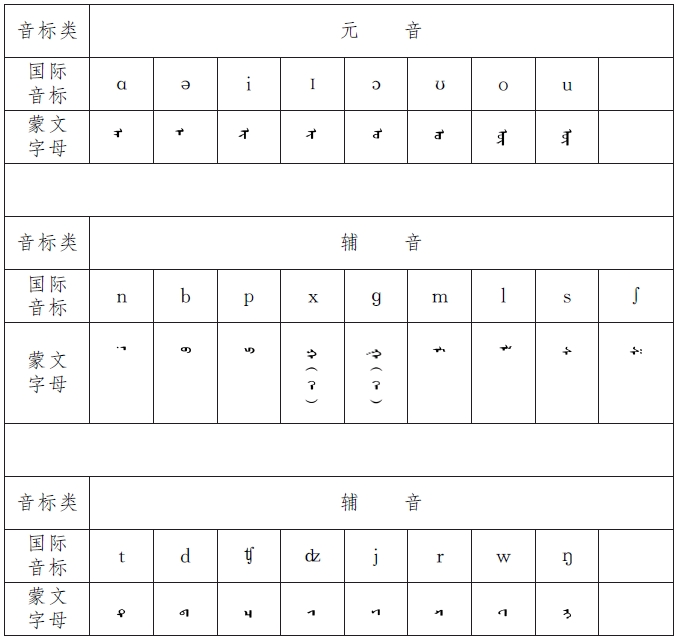 音标类 元 音
国际音标 ɑ ə i ɪ ɔ ʊ o u
蒙文字母 ᠠ ᠡ ᠢ ᠢ ᠣ ᠤ ᠥ ᠦ
音标类 辅 音
国际音标 n b p x ɡ m l s ʃ
蒙文字母 ᠨ ᠪ ᠫ ᠬ ᠭ ᠮ ᠯ ᠰ ᠱ
音标类 辅 音
国际音标 t d ʧ ʣ j r w ŋ
蒙文字母 ᠲ ᠳ ᠴ ᠵ ᠶ ᠷ ᠸ ᠩ